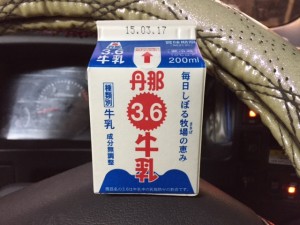 15.03.17
200ml
丹那
3.6
牛乳
毎日しぼる牧場の恵み
種類別 牛乳
成分無調整